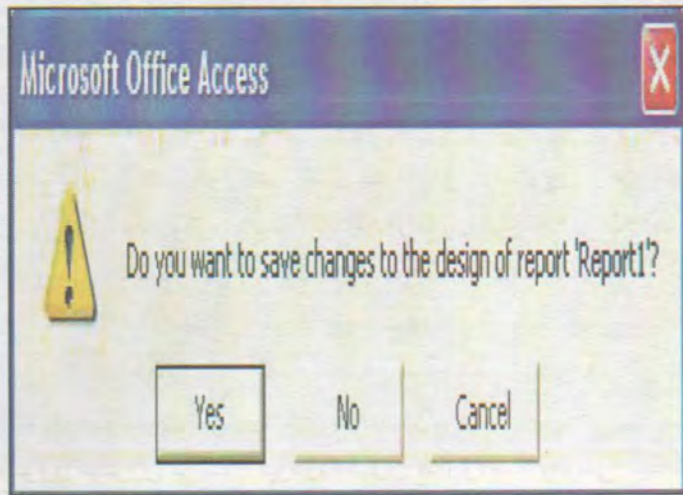 Microsoft Office Access
X
Do you want to save changes to the design of report 'Report1'?
Yes
No
Cancel